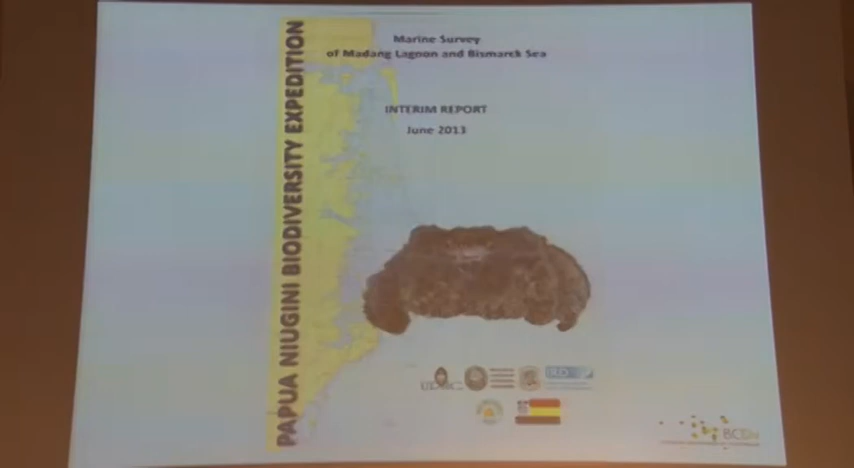 Marine Survey
of Madang Lagoon and Bismarck Sea
INTERIM REPORT
June 2013
PAPUA NIUGINI BIODIVERSITY EXPEDITION
IRD